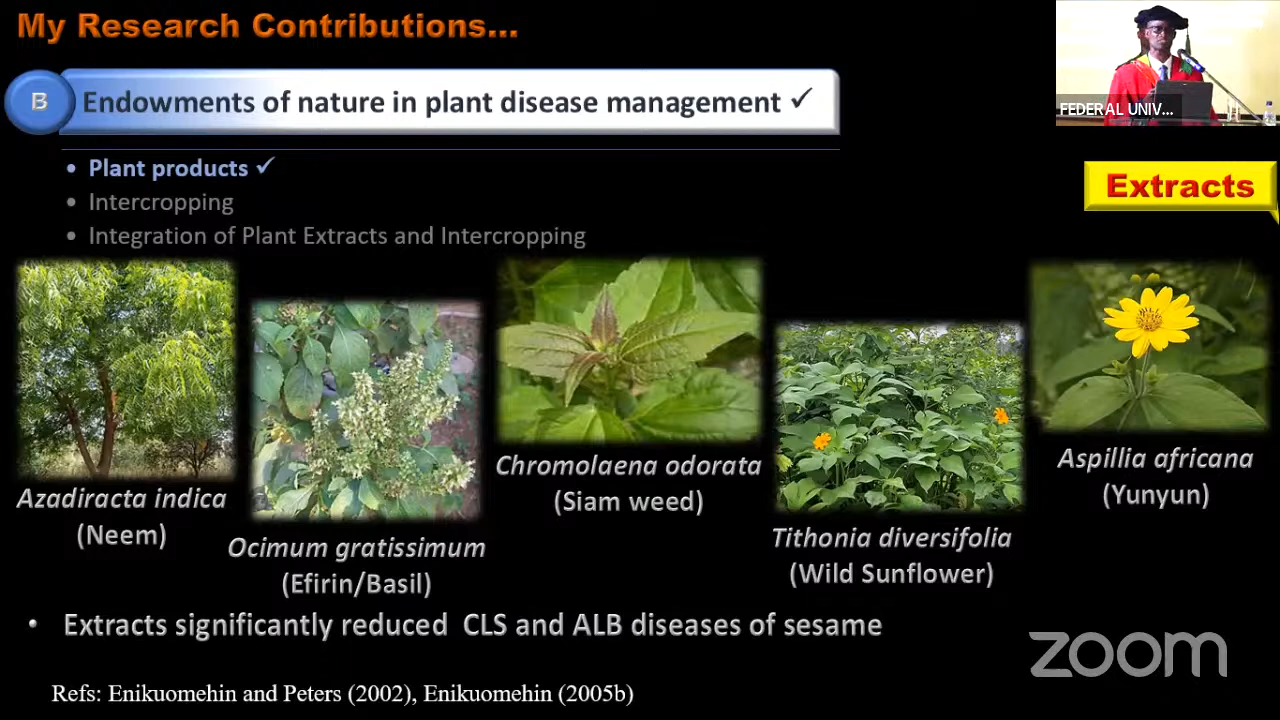 My Research Contributions...
FEDERAL UNIV...
B
Endowments of nature in plant disease management ✓
• Plant products ✓
• Intercropping
• Integration of Plant Extracts and Intercropping
Extracts
Azadiracta indica
(Neem)
Ocimum gratissimum
(Efirin/Basil)
Chromolaena odorata
(Siam weed)
Tithonia diversifolia
(Wild Sunflower)
Aspillia africana
(Yunyun)
• Extracts significantly reduced CLS and ALB diseases of sesame
zoom
Refs: Enikuomehin and Peters (2002), Enikuomehin (2005b)